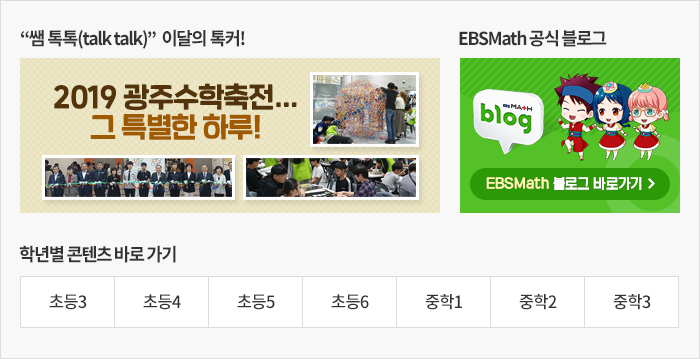 “쌤 톡톡(talk talk)” 이달의 톡커!
2019 광주수학축전...
그 특별한 하루!
EBSMath 공식 블로그
EBS MATH
blog
EBSMath 블로그 바로가기 >
학년별 콘텐츠 바로 가기
초등3 초등4 초등5 초등6 중학1 중학2 중학3